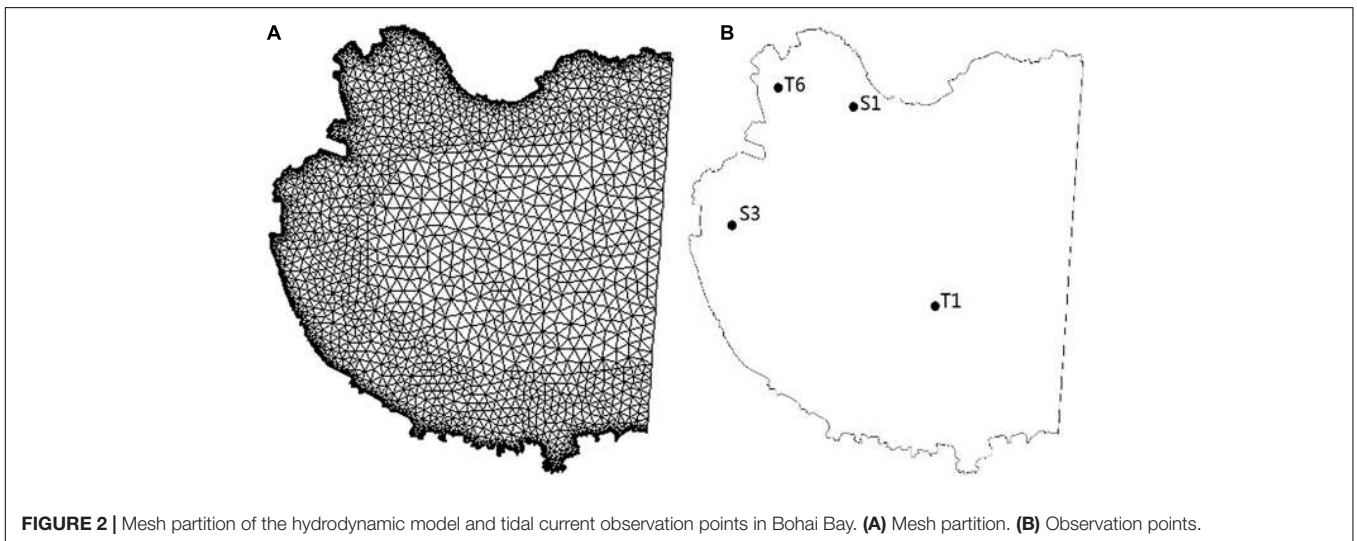 A
B
T6
S1
S3
T1
FIGURE 2 | Mesh partition of the hydrodynamic model and tidal current observation points in Bohai Bay. (A) Mesh partition. (B) Observation points.